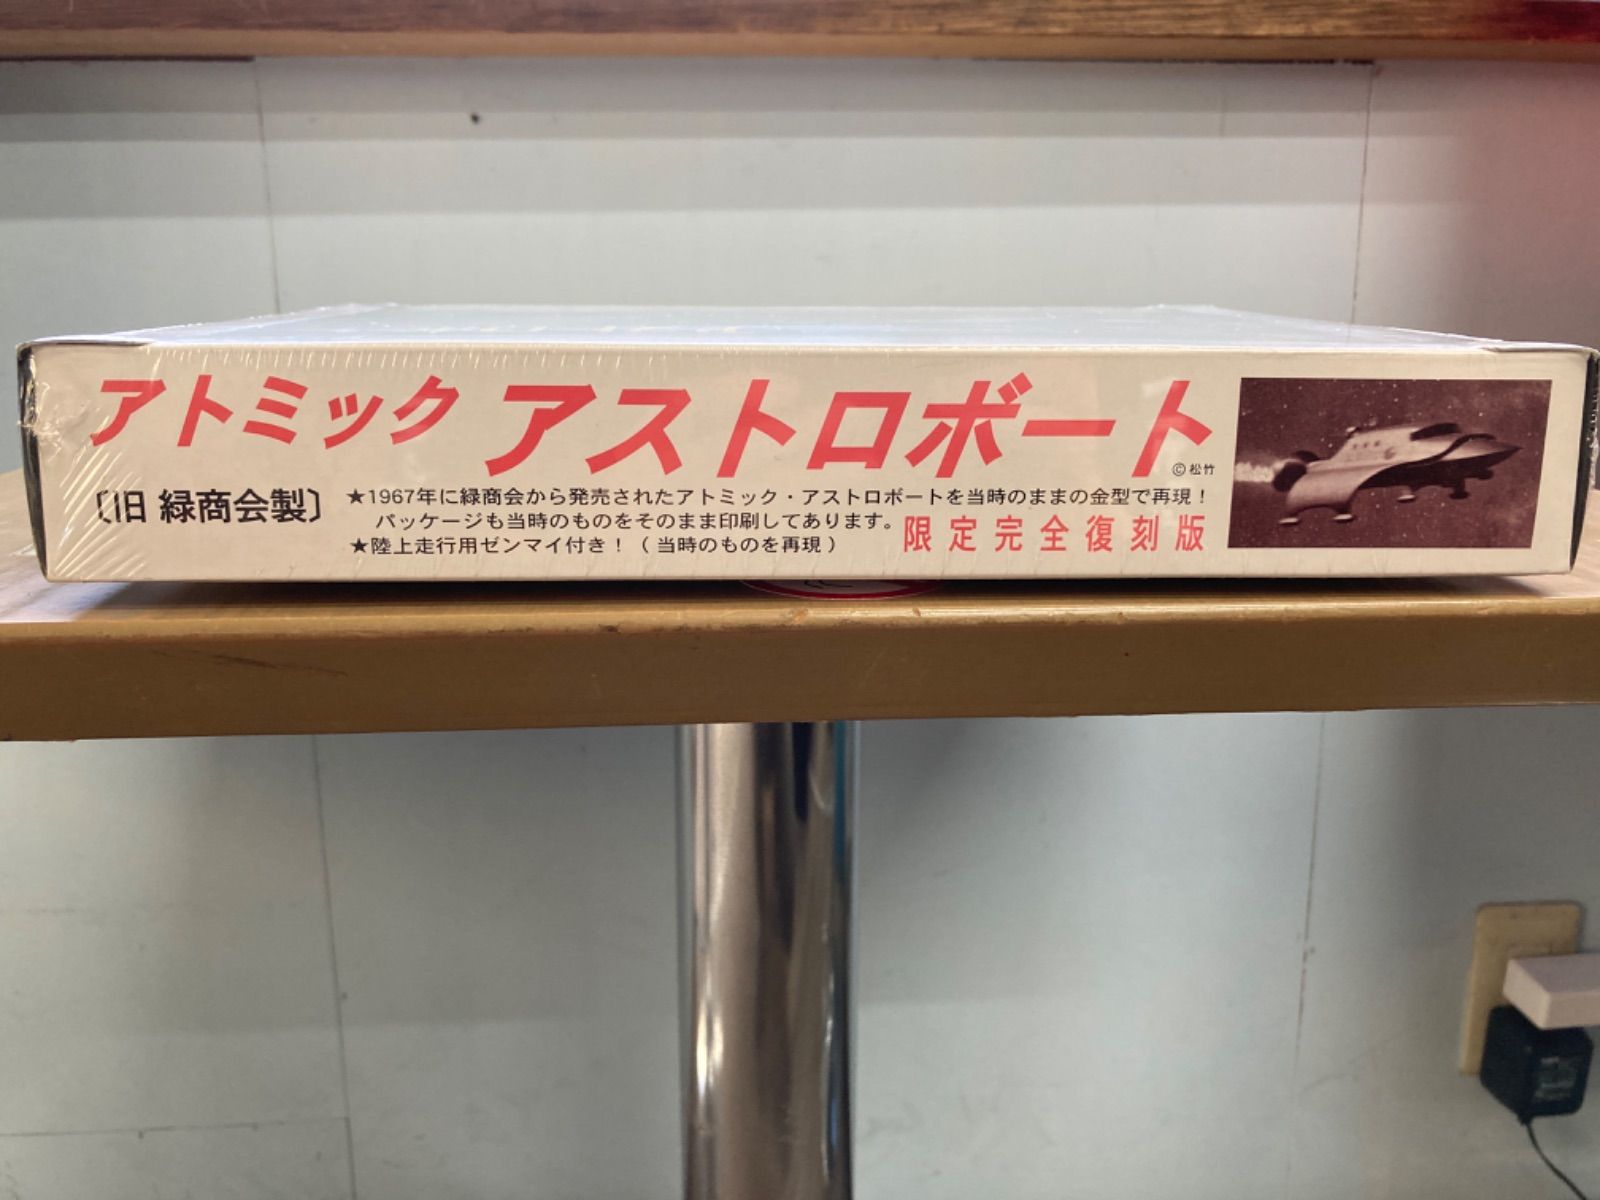 アトミック アストロボート
©松竹
〔旧 緑商会製〕
★1967年に緑商会から発売されたアトミック・アストロボートを当時のままの金型で再現！
パッケージも当時のものをそのまま印刷してあります。
限定完全復刻版
★陸上走行用ゼンマイ付き！（当時のものを再現）